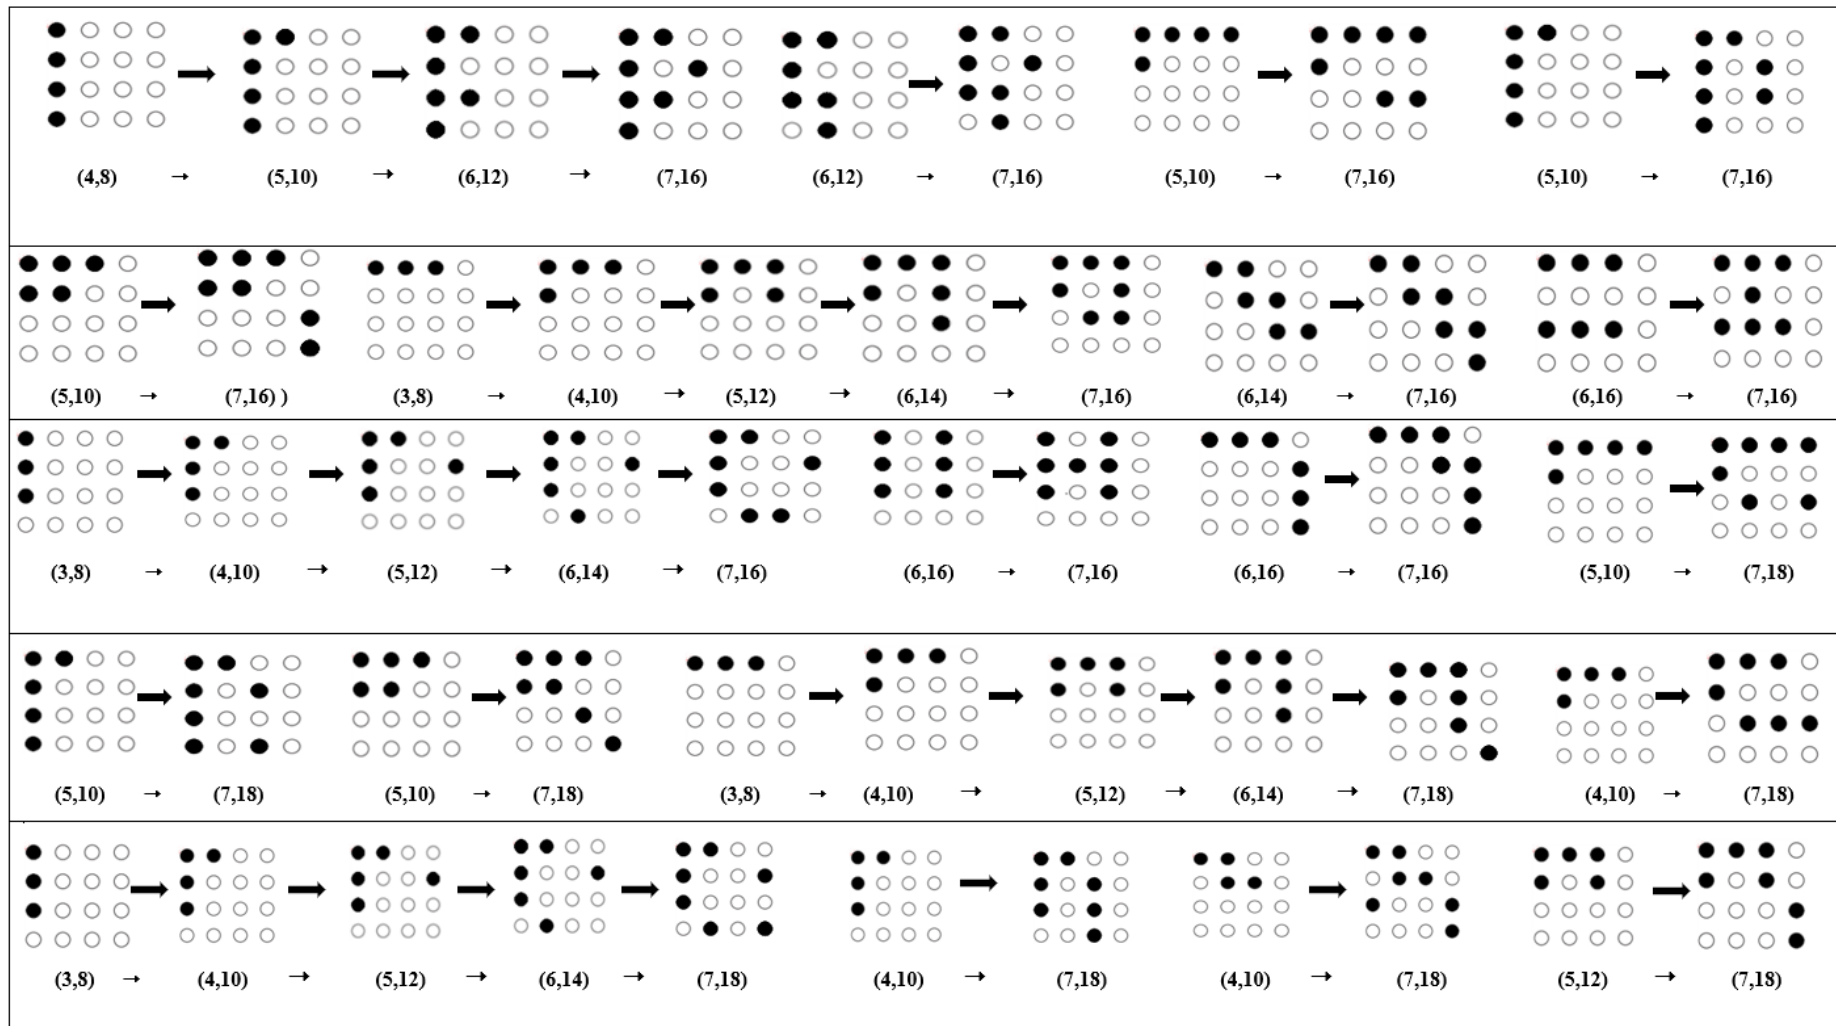 (4,8) → (5,10) → (6,12) → (7,16) (6,12) → (7,16) (5,10) → (7,16) (5,10) → (7,16)
(5,10) → (7,16) ) (3,8) → (4,10) → (5,12) → (6,14) → (7,16) (6,14) → (7,16) (6,16) → (7,16)
(3,8) → (4,10) → (5,12) → (6,14) → (7,16) (6,16) → (7,16) (6,16) → (7,16) (5,10) → (7,18)
(5,10) → (7,18) (5,10) → (7,18) (3,8) → (4,10) → (5,12) → (6,14) → (7,18) (4,10) → (7,18)
(3,8) → (4,10) → (5,12) → (6,14) → (7,18) (4,10) → (7,18) (4,10) → (7,18) (5,12) → (7,18)